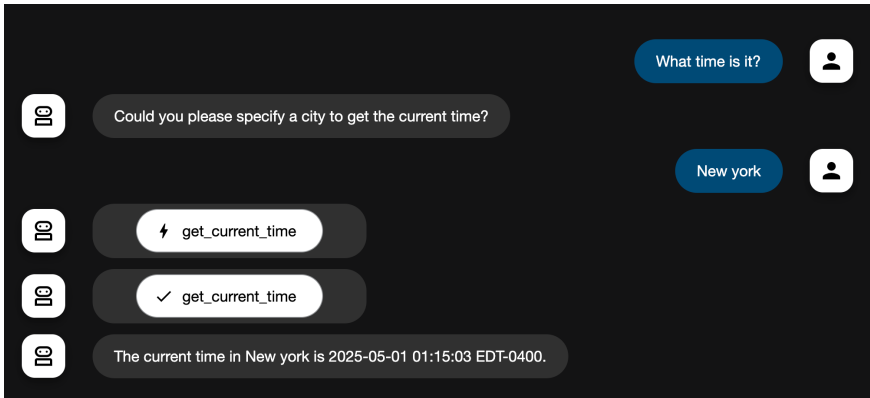 What time is it?
Could you please specify a city to get the current time?
New york
get_current_time
get_current_time
The current time in New york is 2025-05-01 01:15:03 EDT-0400.